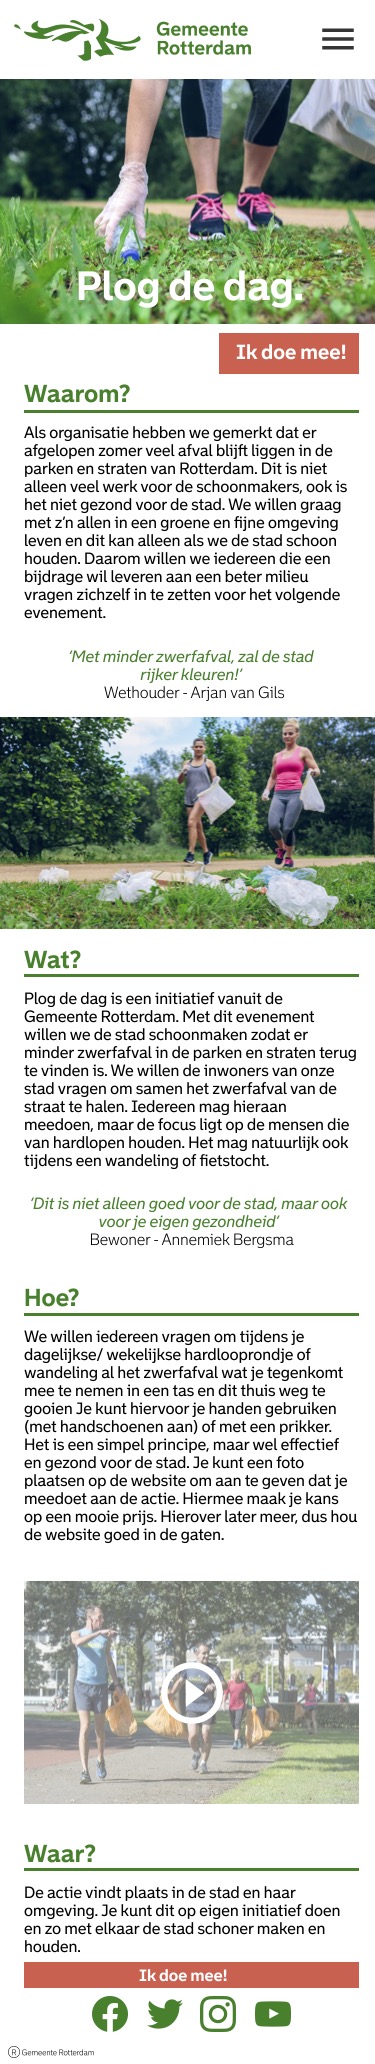 Gemeente
Rotterdam
Plog de dag.
Ik doe mee!
Waarom?
Als organisatie hebben we gemerkt dat er
afgelopen zomer veel afval blijft liggen in de
parken en straten van Rotterdam. Dit is niet
alleen veel werk voor de schoonmakers, ook is
het niet gezond voor de stad. We willen graag
met z'n allen in een groene en fijne omgeving
leven en dit kan alleen als we de stad schoon
houden. Daarom willen we iedereen die een
bijdrage wil leveren aan een beter milieu
vragen zichzelf in te zetten voor het volgende
evenement.
'Met minder zwerfafval, zal de stad
rijker kleuren!'
Wethouder - Arjan van Gils
Wat?
Plog de dag is een initiatief vanuit de
Gemeente Rotterdam. Met dit evenement
willen we de stad schoonmaken zodat er
minder zwerfafval in de parken en straten terug
te vinden is. We willen de inwoners van onze
stad vragen om samen het zwerfafval van de
straat te halen. Iedereen mag hieraan
meedoen, maar de focus ligt op de mensen die
van hardlopen houden. Het mag natuurlijk ook
tijdens een wandeling of fietstocht.
'Dit is niet alleen goed voor de stad, maar ook
voor je eigen gezondheid'
Bewoner - Annemiek Bergsma
Hoe?
We willen iedereen vragen om tijdens je
dagelijkse/ wekelijkse hardlooprondje of
wandeling al het zwerfafval wat je tegenkomt
mee te nemen in een tas en dit thuis weg te
gooien Je kunt hiervoor je handen gebruiken
(met handschoenen aan) of met een prikker.
Het is een simpel principe, maar wel effectief
en gezond voor de stad. Je kunt een foto
plaatsen op de website om aan te geven dat je
meedoet aan de actie. Hiermee maak je kans
op een mooie prijs. Hierover later meer, dus hou
de website goed in de gaten.
Waar?
De actie vindt plaats in de stad en haar
omgeving. Je kunt dit op eigen initiatief doen
en zo met elkaar de stad schoner maken en
houden.
Ik doe mee!
® Gemeente Rotterdam